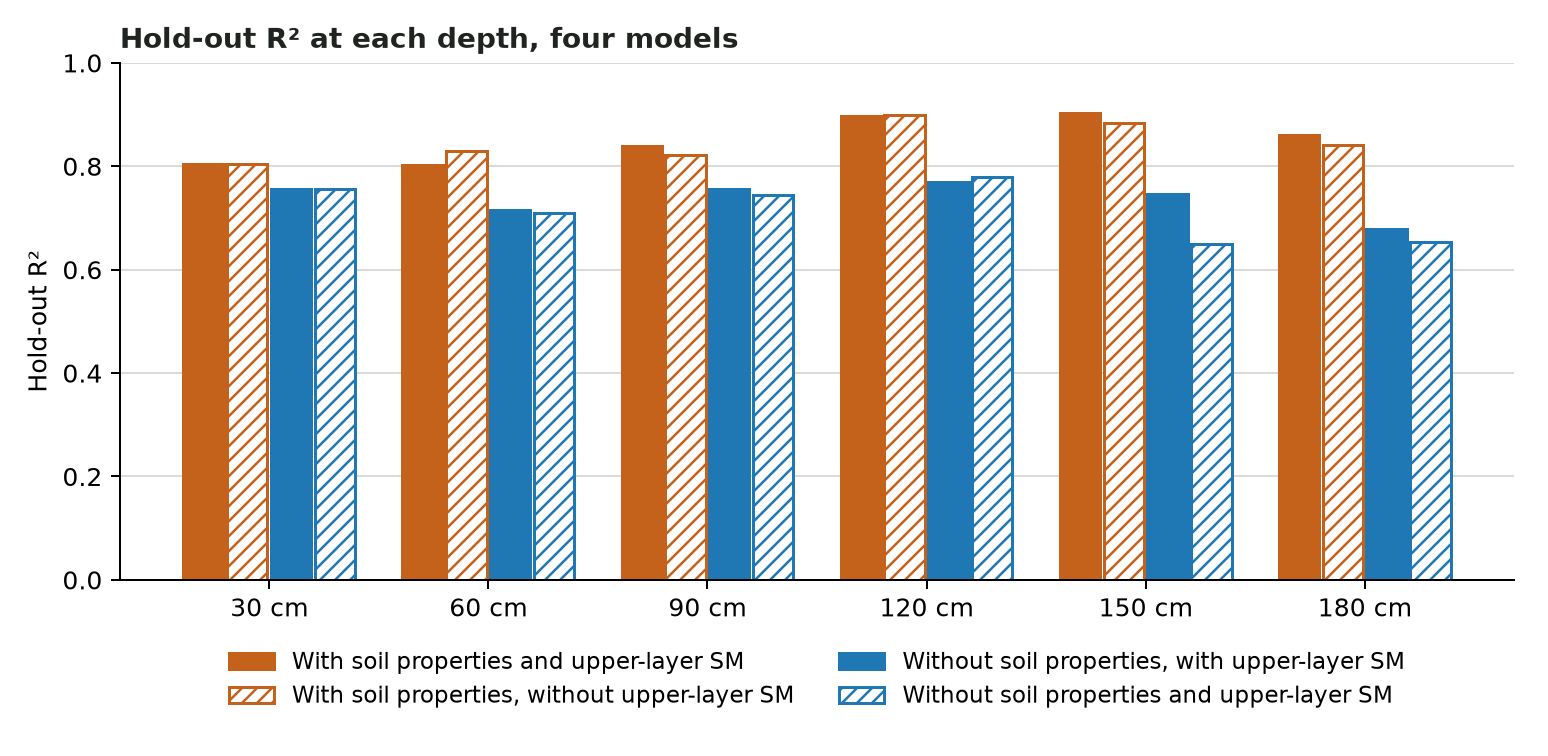 Hold-out R² at each depth, four models
Hold-out R²
1.0
0.8
0.6
0.4
0.2
0.0
30 cm
60 cm
90 cm
120 cm
150 cm
180 cm
With soil properties and upper-layer SM
With soil properties, without upper-layer SM
Without soil properties, with upper-layer SM
Without soil properties and upper-layer SM